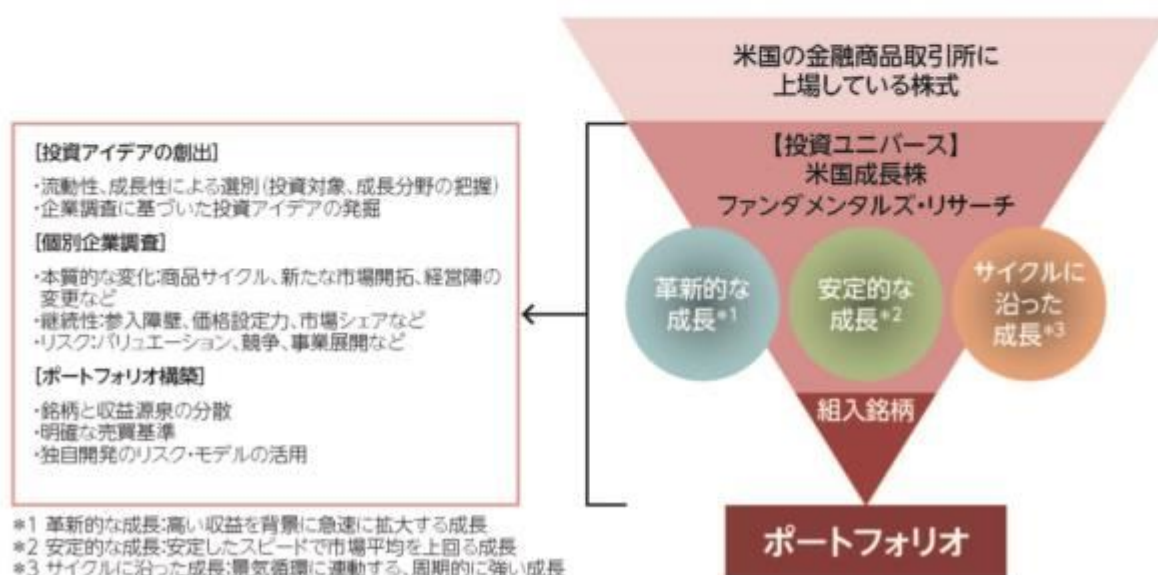 米国の金融商品取引所に
上場している株式
【投資ユニバース】
米国成長株
ファンダメンタルズ・リサーチ
革新的な
成長*1
安定的な
成長*2
サイクルに
沿った
成長*3
組入銘柄
ポートフォリオ
[投資アイデアの創出]
・流動性、成長性による選別(投資対象、成長分野の把握)
・企業調査に基づいた投資アイデアの発掘
[個別企業調査]
・本質的な変化:商品サイクル、新たな市場開拓、経営陣の
変更など
・継続性:参入障壁、価格設定力、市場シェアなど
・リスク:バリュエーション、競争、事業展開など
[ポートフォリオ構築]
・銘柄と収益源泉の分散
・明確な売買基準
・独自開発のリスク・モデルの活用
*1 革新的な成長:高い収益を背景に急速に拡大する成長
*2 安定的な成長:安定したスピードで市場平均を上回る成長
*3 サイクルに沿った成長:景気循環に連動する、周期的に強い成長